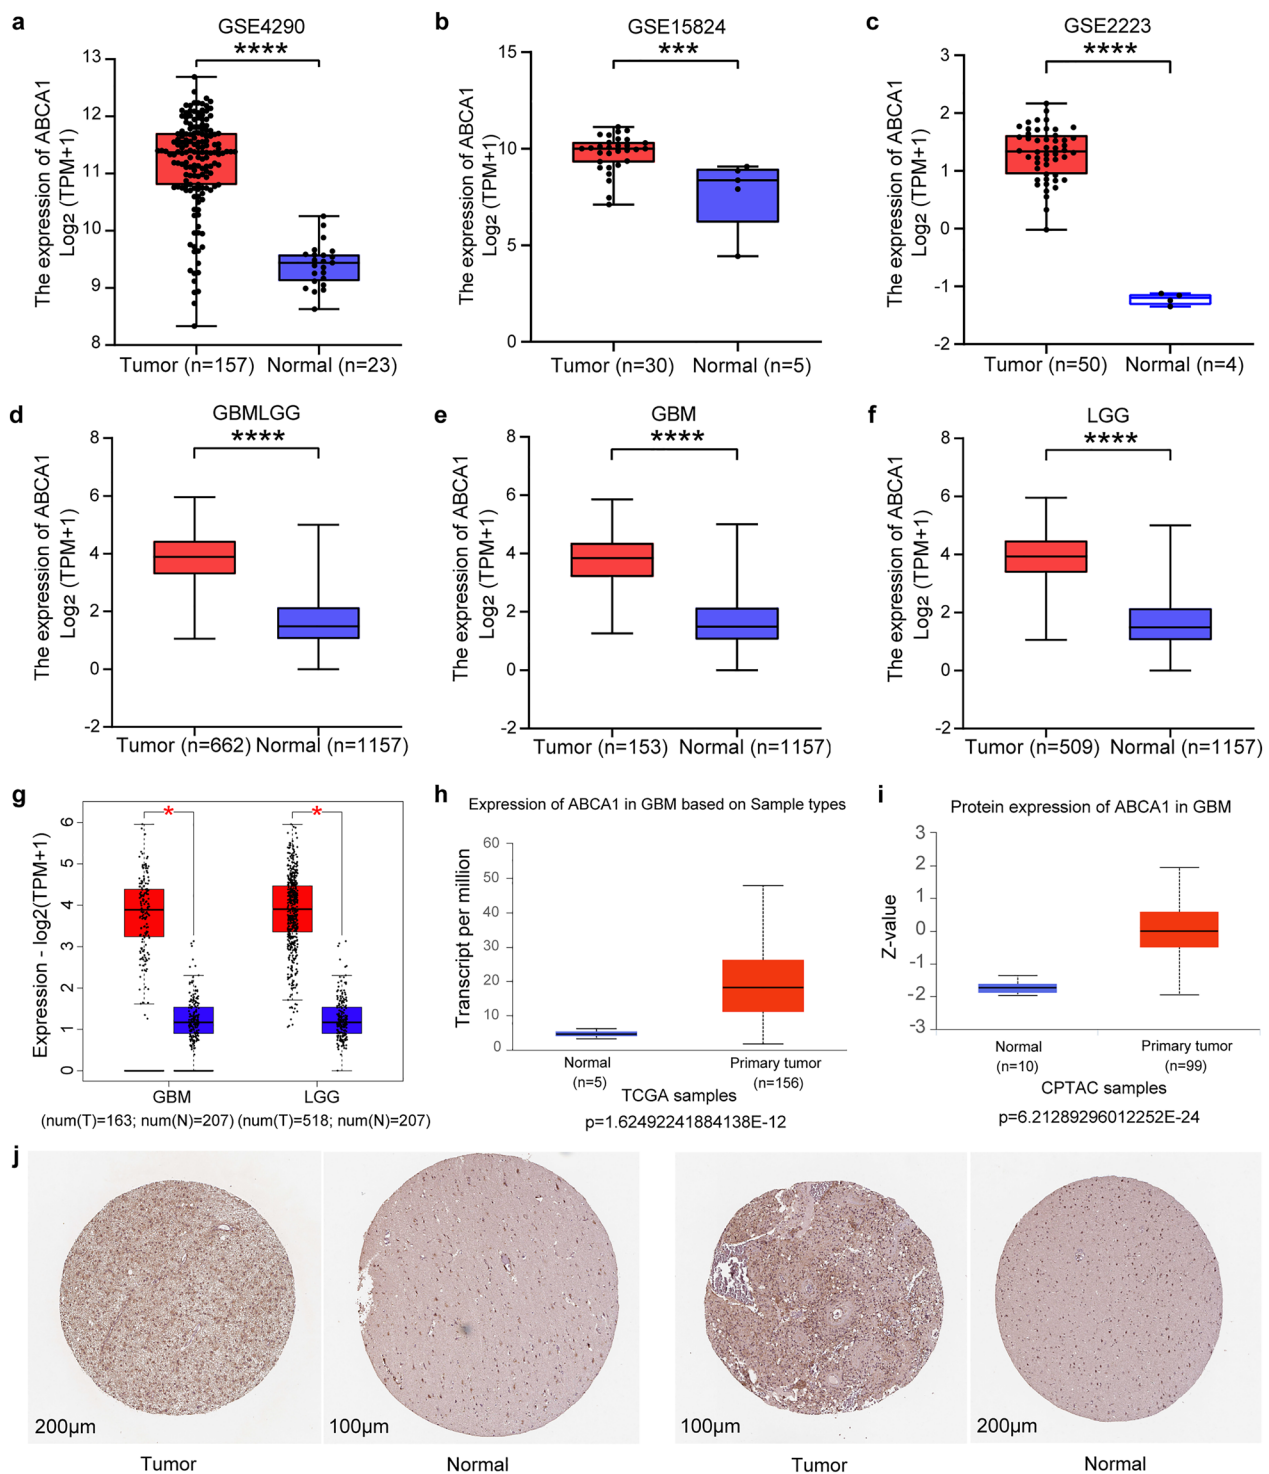 a
GSE4290
****
The expression of ABCA1
Log₂ (TPM+1)
13
12
11
10
9
8
Tumor (n=157)
Normal (n=23)
b
GSE15824
***
The expression of ABCA1
Log₂ (TPM+1)
15
10
5
0
Tumor (n=30)
Normal (n=5)
c
GSE2223
****
The expression of ABCA1
Log₂ (TPM+1)
3
2
1
0
-1
-2
Tumor (n=50)
Normal (n=4)
d
GBMLGG
****
The expression of ABCA1
Log₂ (TPM+1)
8
6
4
2
0
-2
Tumor (n=662)
Normal (n=1157)
e
GBM
****
The expression of ABCA1
Log₂ (TPM+1)
8
6
4
2
0
-2
Tumor (n=153)
Normal (n=1157)
f
LGG
****
The expression of ABCA1
Log₂ (TPM+1)
8
6
4
2
0
-2
Tumor (n=509)
Normal (n=1157)
g
*
*
Expression - log2(TPM+1)
6
5
4
3
2
1
0
GBM
(num(T)=163; num(N)=207)
LGG
(num(T)=518; num(N)=207)
h
Expression of ABCA1 in GBM based on Sample types
Transcript per million
60
50
40
30
20
10
0
Normal
(n=5)
Primary tumor
(n=156)
TCGA samples
p=1.62492241884138E-12
i
Protein expression of ABCA1 in GBM
Z-value
3
2
1
0
-1
-2
-3
Normal
(n=10)
Primary tumor
(n=99)
CPTAC samples
p=6.21289296012252E-24
j
200μm
100μm
100μm
200μm
Tumor
Normal
Tumor
Normal